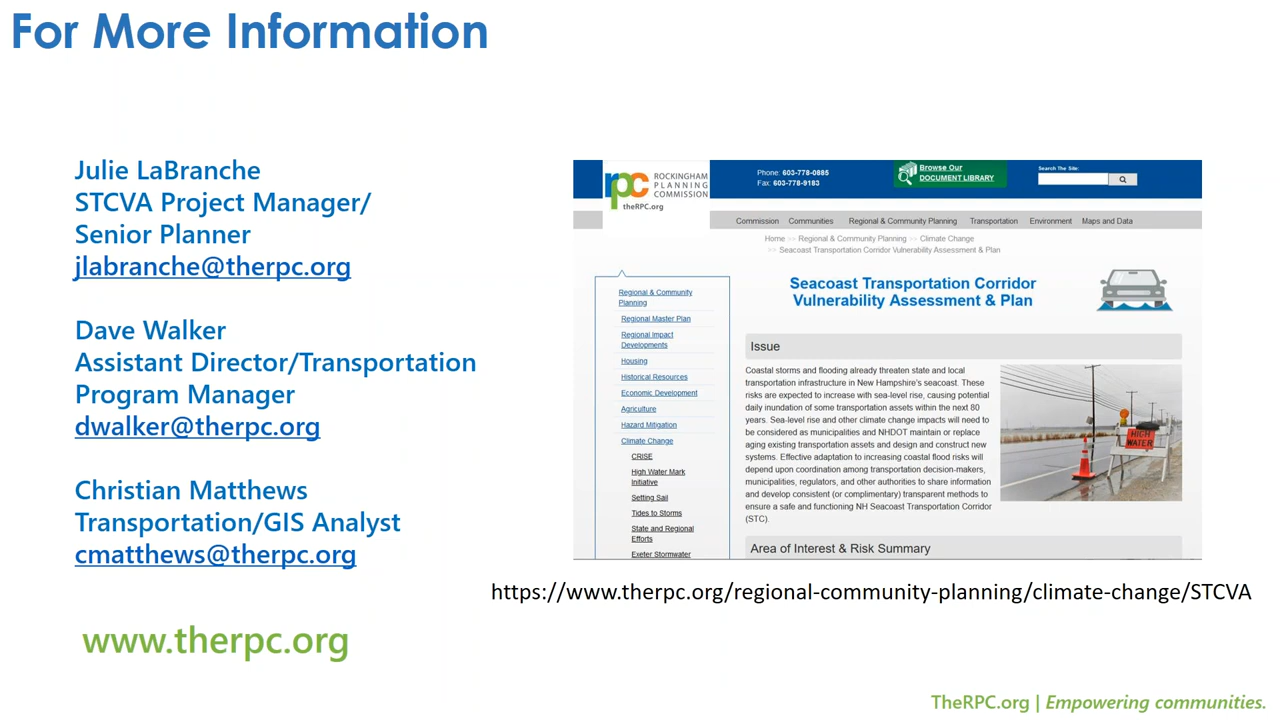 For More Information
Julie LaBranche
STCVA Project Manager/
Senior Planner
jlabranche@therpc.org
Dave Walker
Assistant Director/Transportation
Program Manager
dwalker@therpc.org
Christian Matthews
Transportation/GIS Analyst
cmatthews@therpc.org
www.therpc.org
rpc ROCKINGHAM
PLANNING
COMMISSION
theRPC.org
Phone: 603-778-0885
Fax: 603-778-9183
Browse Our
DOCUMENT LIBRARY
Search The Site:
Commission Communities Regional & Community Planning Transportation Environment Maps and Data
Home >> Regional & Community Planning >> Climate Change
>> Seacoast Transportation Corridor Vulnerability Assessment & Plan
Regional & Community
Planning
Regional Master Plan
Regional Impact
Developments
Housing
Historical Resources
Economic Development
Agriculture
Hazard Mitigation
Climate Change
CRISE
High Water Mark
Initiative
Setting Sail
Tides to Storms
State and Regional
Efforts
Exeter Stormwater
Seacoast Transportation Corridor
Vulnerability Assessment & Plan
Issue
Coastal storms and flooding already threaten state and local
transportation infrastructure in New Hampshire's seacoast. These
risks are expected to increase with sea-level rise, causing potential
daily inundation of some transportation assets within the next 80
years. Sea-level rise and other climate change impacts will need to
be considered as municipalities and NHDOT maintain or replace
aging existing transportation assets and design and construct new
systems. Effective adaptation to increasing coastal flood risks will
depend upon coordination among transportation decision-makers,
municipalities, regulators, and other authorities to share information
and develop consistent (or complimentary) transparent methods to
ensure a safe and functioning NH Seacoast Transportation Corridor
(STC).
HIGH
WATER
Area of Interest & Risk Summary
https://www.therpc.org/regional-community-planning/climate-change/STCVA
TheRPC.org | Empowering communities.